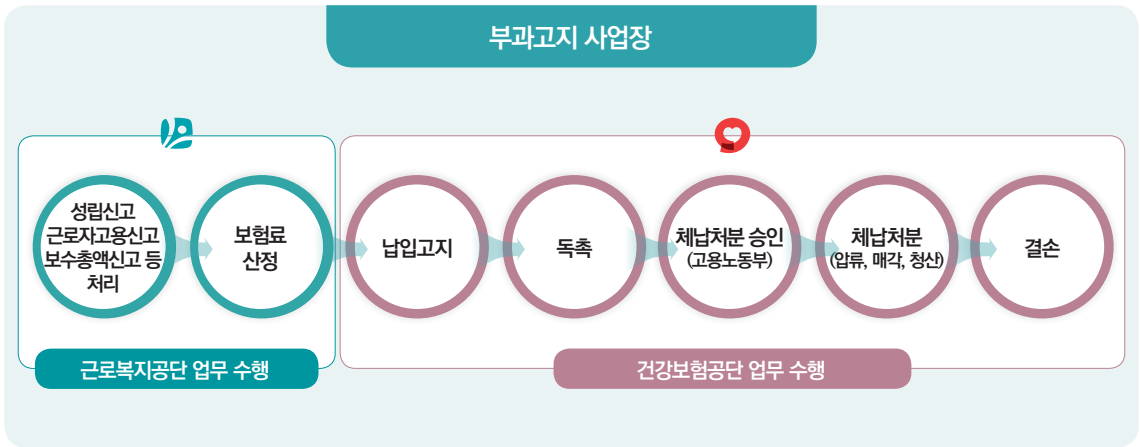 부과고지 사업장
성립신고
근로자고용신고
보수총액신고 등
처리
보험료
산정
납입고지
독촉
체납처분 승인
(고용노동부)
체납처분
(압류, 매각, 청산)
결손
근로복지공단 업무 수행
건강보험공단 업무 수행